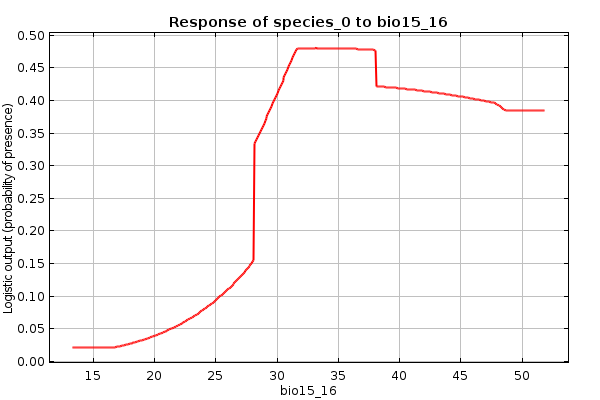 Response of species_0 to bio15_16
Logistic output (probability of presence)
0.50
0.45
0.40
0.35
0.30
0.25
0.20
0.15
0.10
0.05
0.00
15 20 25 30 35 40 45 50
bio15_16